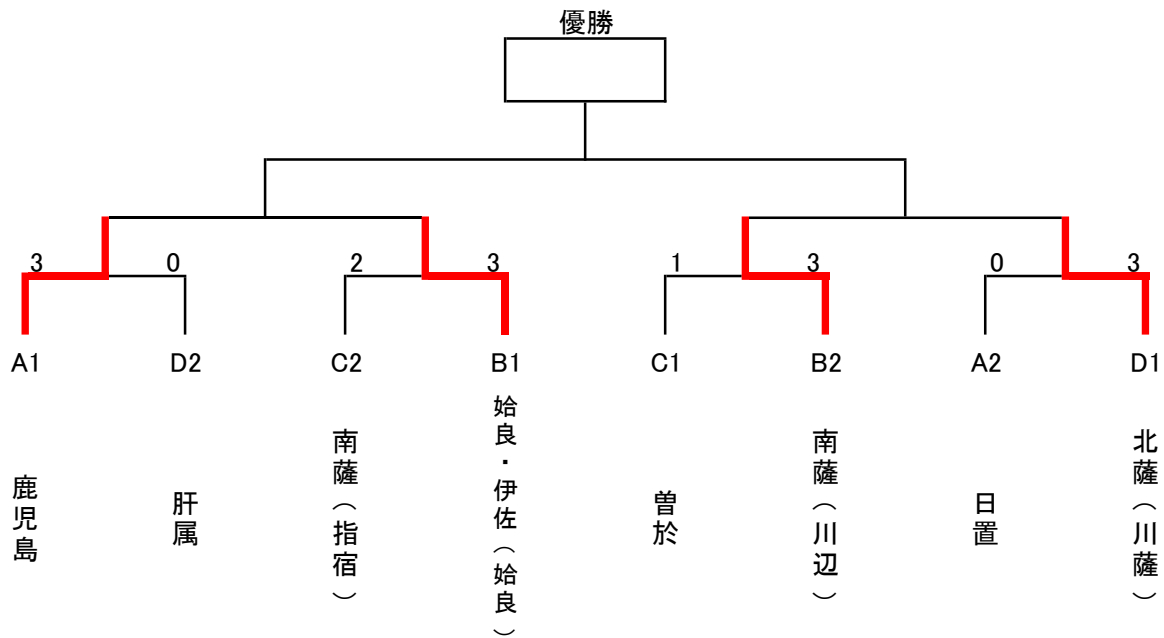 優勝
3 0 2 3 1 3 0 3
A1 D2 C2 B1 C1 B2 A2 D1
鹿児島
肝属
南薩（指宿）
姶良・伊佐（姶良）
曽於
南薩（川辺）
日置
北薩（川薩）